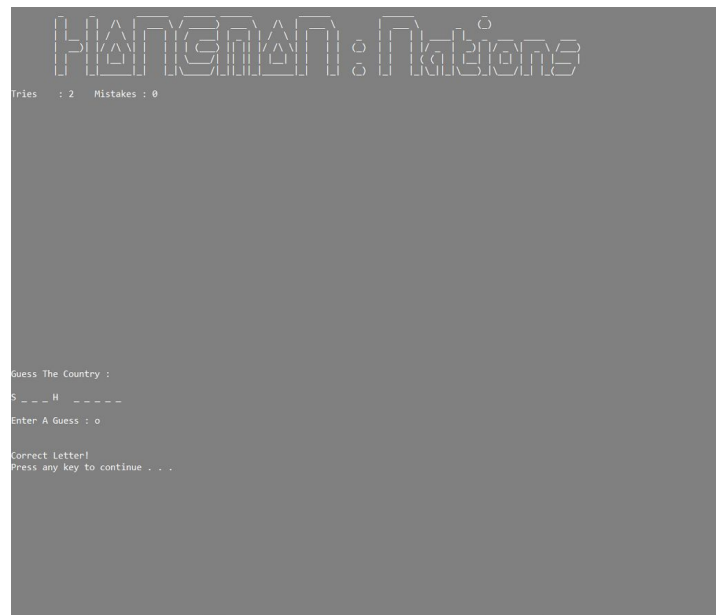 HANGMAN : Nations
Tries : 2 Mistakes : 0
Guess The Country :
S _ _ _ H _ _ _ _ _
Enter A Guess : o
Correct Letter!
Press any key to continue . . .